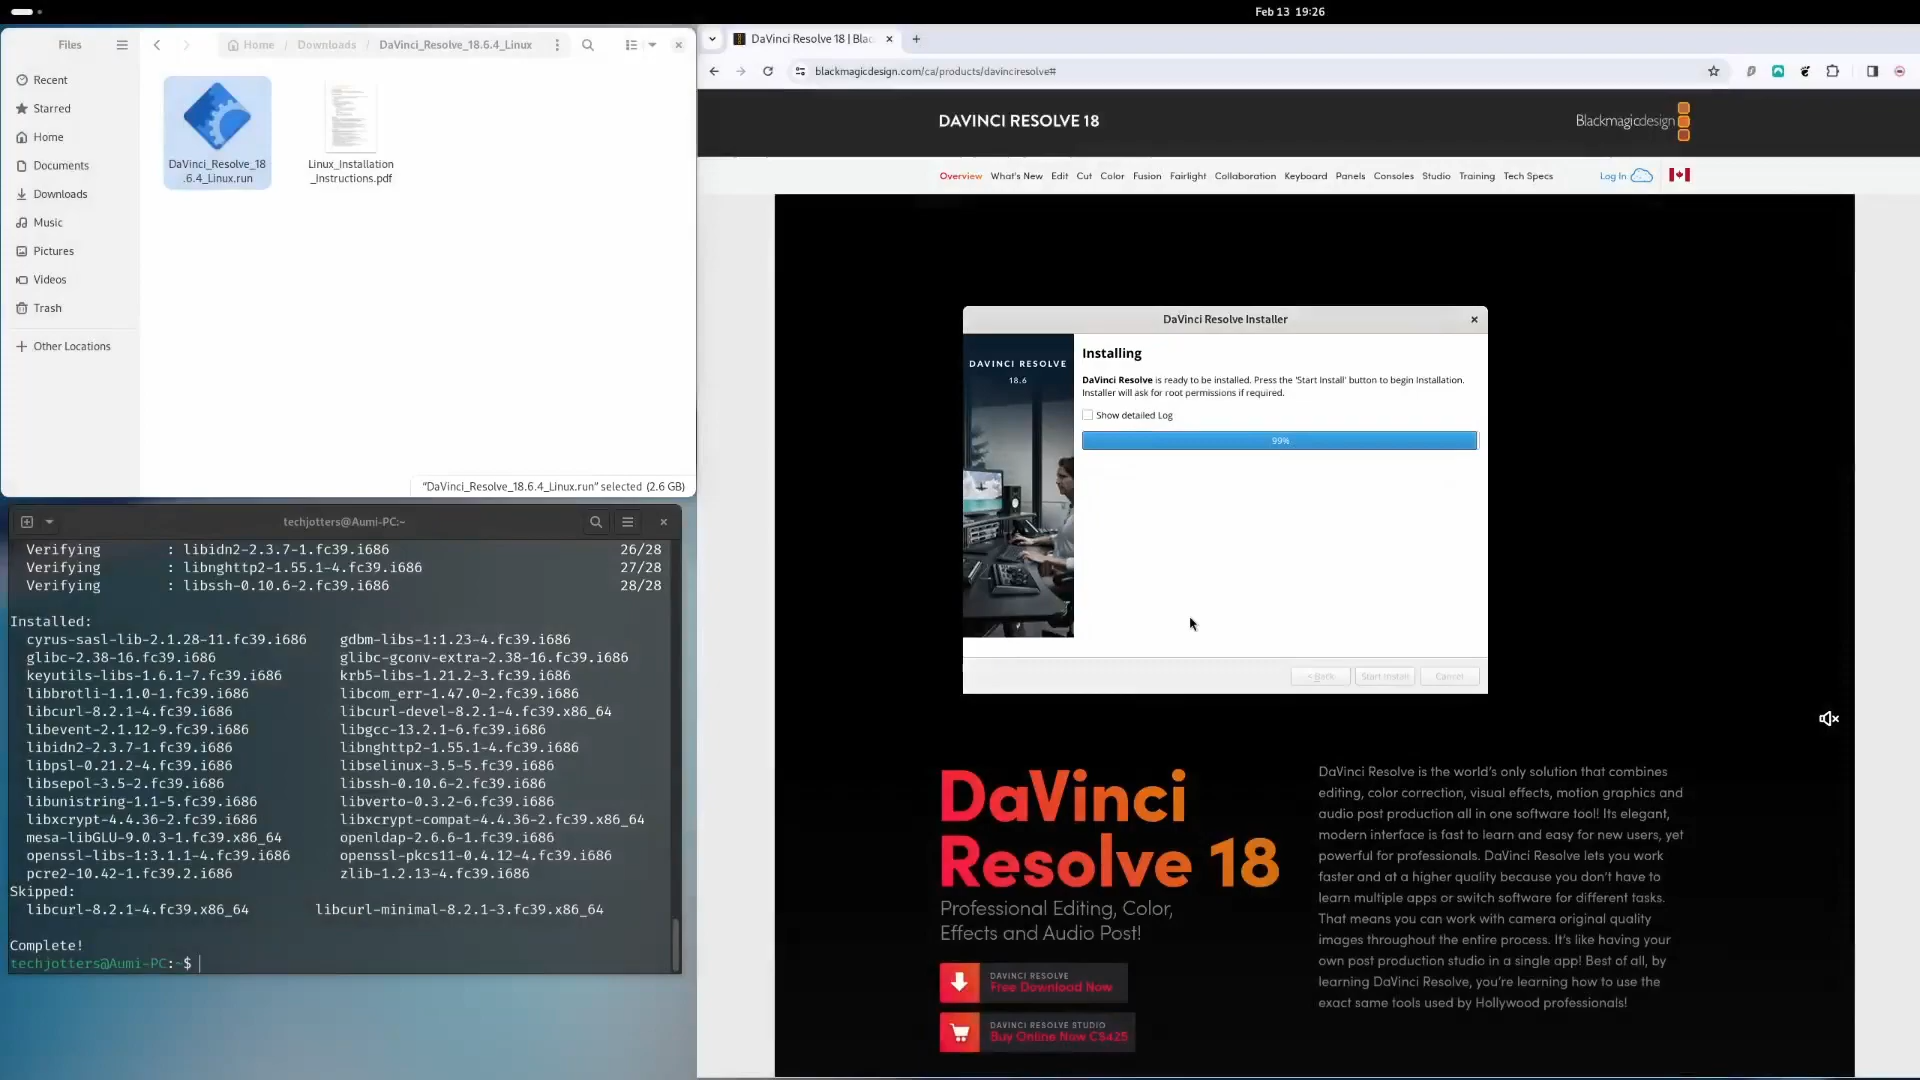 Feb 13 19:26
Files
Home / Downloads / DaVinci_Resolve_18.6.4_Linux
Recent
Starred
Home
Documents
Downloads
Music
Pictures
Videos
Trash
Other Locations
DaVinci_Resolve_18
.6.4_Linux.run
Linux_Installation
_Instructions.pdf
"DaVinci_Resolve_18.6.4_Linux.run" selected (2.6 GB)
techjotters@Aumi-PC:~
Verifying : libidn2-2.3.7-1.fc39.i686 26/28
Verifying : libnghttp2-1.55.1-4.fc39.i686 27/28
Verifying : libssh-0.10.6-2.fc39.i686 28/28
Installed:
cyrus-sasl-lib-2.1.28-11.fc39.i686 gdbm-libs-1:1.23-4.fc39.i686
glibc-2.38-16.fc39.i686 glibc-gconv-extra-2.38-16.fc39.i686
keyutils-libs-1.6.1-7.fc39.i686 krb5-libs-1.21.2-3.fc39.i686
libbrotli-1.1.0-1.fc39.i686 libcom_err-1.47.0-2.fc39.i686
libcurl-8.2.1-4.fc39.i686 libcurl-devel-8.2.1-4.fc39.x86_64
libevent-2.1.12-9.fc39.i686 libgcc-13.2.1-6.fc39.i686
libidn2-2.3.7-1.fc39.i686 libnghttp2-1.55.1-4.fc39.i686
libpsl-0.21.2-4.fc39.i686 libselinux-3.5-5.fc39.i686
libsepol-3.5-2.fc39.i686 libssh-0.10.6-2.fc39.i686
libunistring-1.1-5.fc39.i686 libverto-0.3.2-6.fc39.i686
libxcrypt-4.4.36-2.fc39.i686 libxcrypt-compat-4.4.36-2.fc39.x86_64
mesa-libGLU-9.0.3-1.fc39.x86_64 openldap-2.6.6-1.fc39.i686
openssl-libs-1:3.1.1-4.fc39.i686 openssl-pkcs11-0.4.12-4.fc39.i686
pcre2-10.42-1.fc39.2.i686 zlib-1.2.13-4.fc39.i686
Skipped:
libcurl-8.2.1-4.fc39.x86_64 libcurl-minimal-8.2.1-3.fc39.x86_64
Complete!
techjotters@Aumi-PC:~$
DaVinci Resolve 18 | Blac
blackmagicdesign.com/ca/products/davinciresolve#
DAVINCI RESOLVE 18
Blackmagicdesign
Overview What's New Edit Cut Color Fusion Fairlight Collaboration Keyboard Panels Consoles Studio Training Tech Specs Log In
DaVinci Resolve Installer
DAVINCI RESOLVE
18.6
Installing
DaVinci Resolve is ready to be installed. Press the 'Start Install' button to begin Installation.
Installer will ask for root permissions if required.
Show detailed Log
99%
< Back Start Install Cancel
DaVinci
Resolve 18
Professional Editing, Color,
Effects and Audio Post!
DAVINCI RESOLVE
Free Download Now
DAVINCI RESOLVE STUDIO
Buy Online Now C$425
DaVinci Resolve is the world's only solution that combines
editing, color correction, visual effects, motion graphics and
audio post production all in one software tool! Its elegant,
modern interface is fast to learn and easy for new users, yet
powerful for professionals. DaVinci Resolve lets you work
faster and at a higher quality because you don't have to
learn multiple apps or switch software for different tasks.
That means you can work with camera original quality
images throughout the entire process. It's like having your
own post production studio in a single app! Best of all, by
learning DaVinci Resolve, you're learning how to use the
exact same tools used by Hollywood professionals!